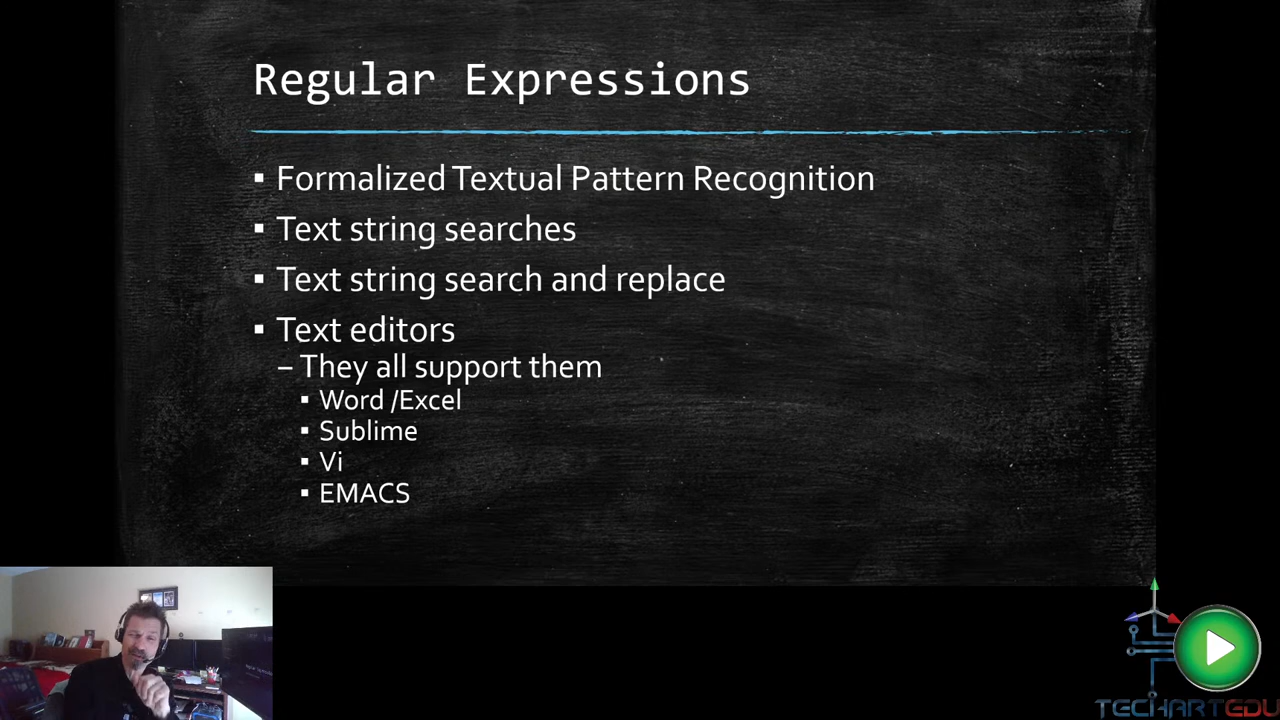 Regular Expressions
▪ Formalized Textual Pattern Recognition
▪ Text string searches
▪ Text string search and replace
▪ Text editors
– They all support them
▪ Word /Excel
▪ Sublime
▪ Vi
▪ EMACS
TECHARTEDU